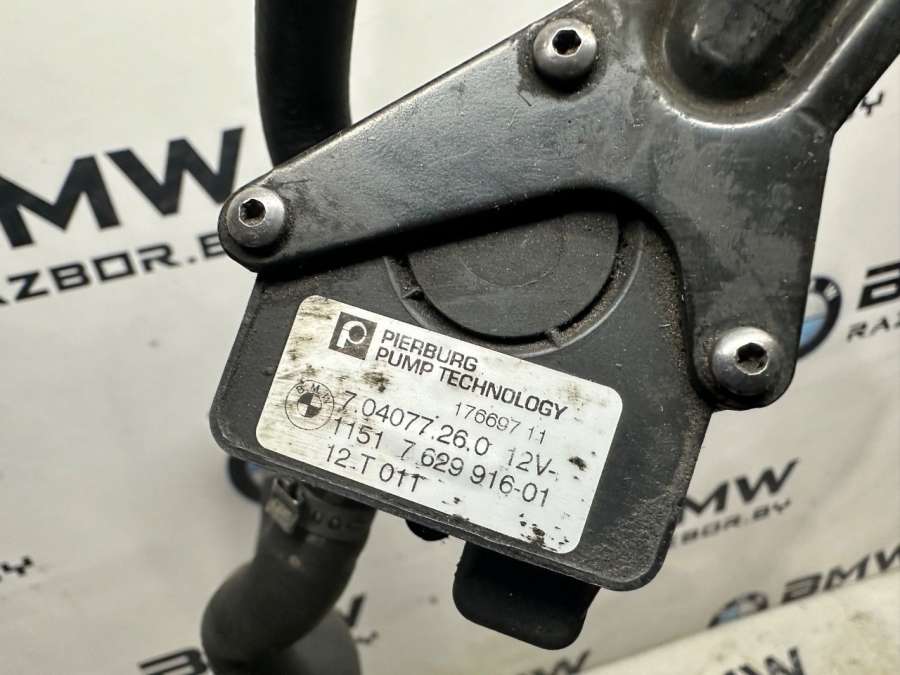 BMW
RAZBOR.BY
B
RAZ
BY
PIERBURG
PUMP TECHNOLOGY
176697 11
BMW
7.04077.26.0 12V-
1151 7 629 916-01
12 T 011
BMW
RAZBOR.BY
BMW